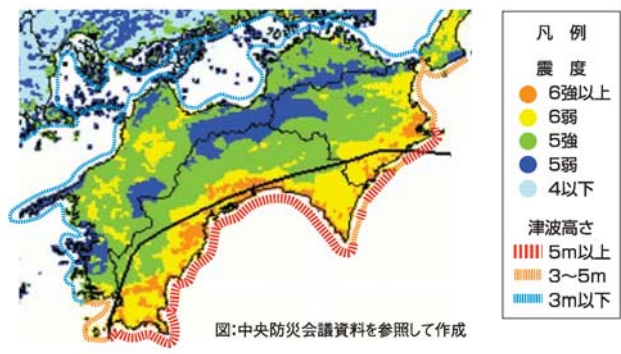 凡 例
震 度
6強以上
6弱
5強
5弱
4以下
津波高さ
5m以上
3〜5m
3m以下
図:中央防災会議資料を参照して作成